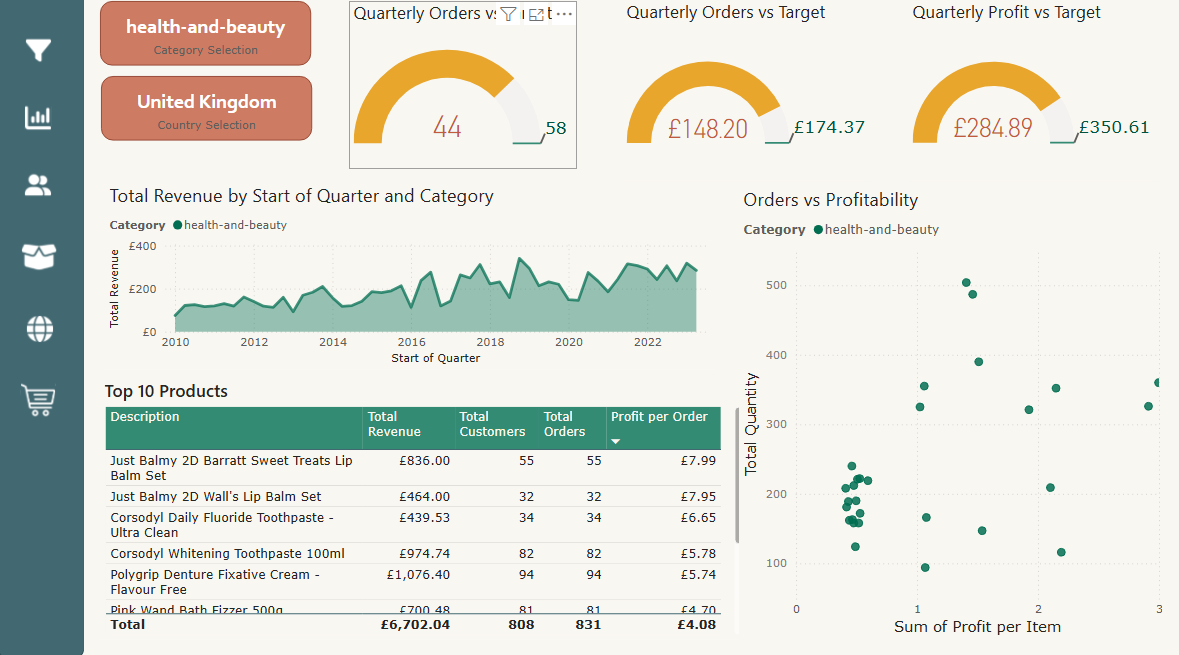 health-and-beauty
Category Selection
United Kingdom
Country Selection
Quarterly Orders
44
58
Quarterly Orders vs Target
£148.20
£174.37
Quarterly Profit vs Target
£284.89
£350.61
Total Revenue by Start of Quarter and Category
Category health-and-beauty
Total Revenue
£400
£200
£0
2010 2012 2014 2016 2018 2020 2022
Start of Quarter
Top 10 Products
Description Total Revenue Total Customers Total Orders Profit per Order
Just Balmy 2D Barratt Sweet Treats Lip £836.00 55 55 £7.99
Balm Set
Just Balmy 2D Wall's Lip Balm Set £464.00 32 32 £7.95
Corsodyl Daily Fluoride Toothpaste - £439.53 34 34 £6.65
Ultra Clean
Corsodyl Whitening Toothpaste 100ml £974.74 82 82 £5.78
Polygrip Denture Fixative Cream - £1,076.40 94 94 £5.74
Flavour Free
Pink Wand Bath Fizzer 500g £700.48 81 81 £4.70
Total £6,702.04 808 831 £4.08
Orders vs Profitability
Category health-and-beauty
Total Quantity
500
400
300
200
100
0 1 2 3
Sum of Profit per Item